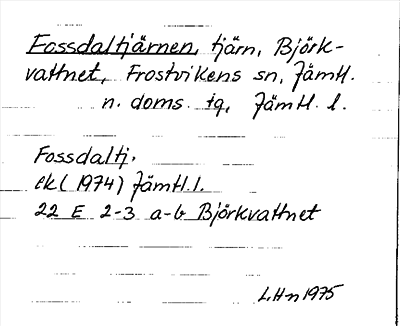 Fossdaltjärnen, tjärn, Björk-
vattnet, Frostvikens sn, Jämtl.
n. doms. tg, Jämtl. l.
Fossdaltj.
ek (1974) Jämtl.l.
22 E 2-3 a-b Björkvattnet
L.H-n 1975